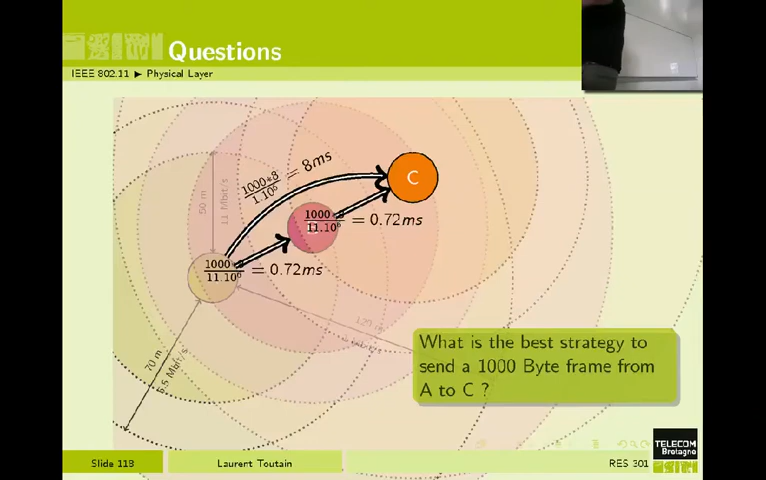 Questions
IEEE 802.11 ▶ Physical Layer
50 m
11 Mbit/s
1000*8
1.10⁶
= 8ms
C
1000*8
11.10⁶
= 0.72ms
1000*8
11.10⁶
= 0.72ms
70 m
5.5 Mbit/s
What is the best strategy to
send a 1000 Byte frame from
A to C ?
Slide 118
Laurent Toutain
RES 301
TELECOM
Bretagne